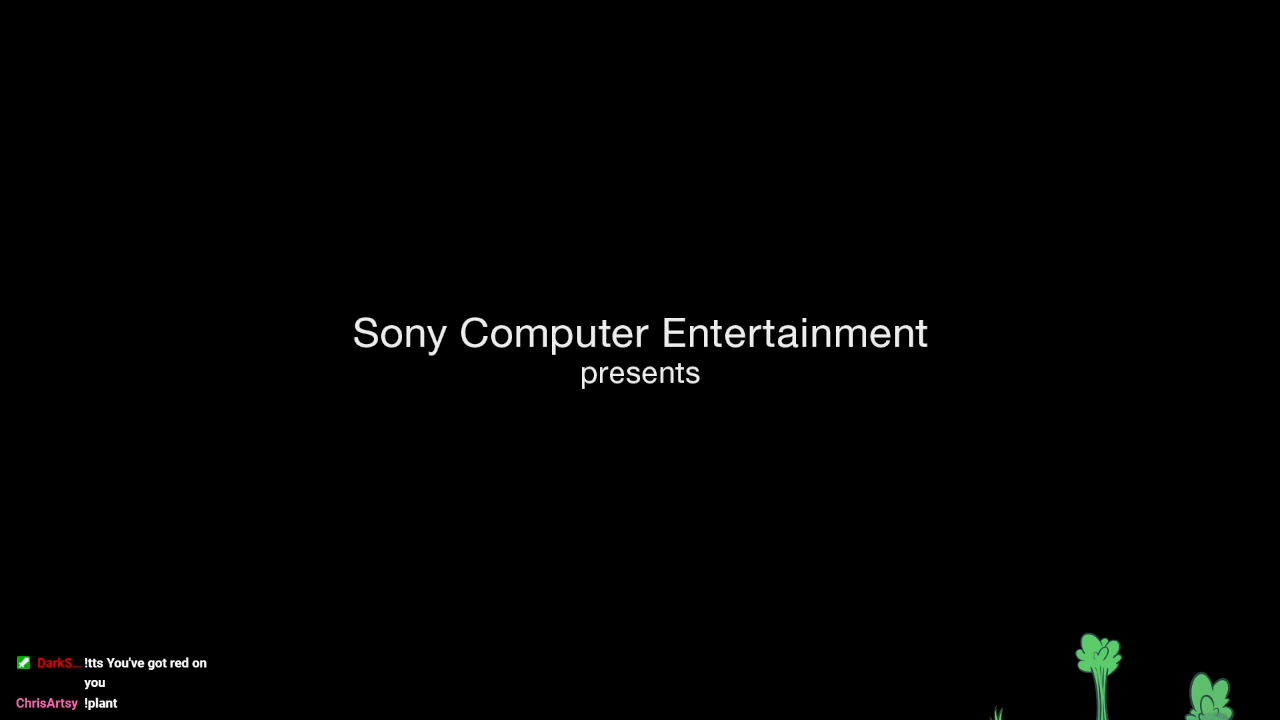 Sony Computer Entertainment
presents
DarkS... !tts You've got red on
you
ChrisArtsy !plant